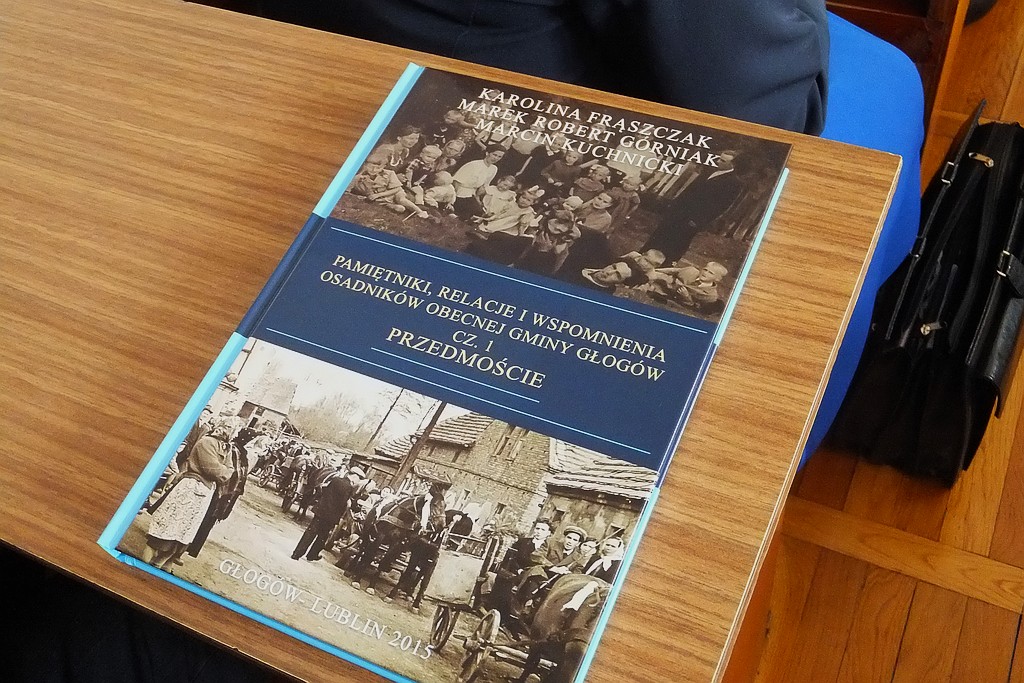 KAROLINA FRĄSZCZAK
MAREK ROBERT GÓRNIAK
MARCIN KUCHNICKI
PAMIĘTNIKI, RELACJE I WSPOMNIENIA
OSADNIKÓW OBECNEJ GMINY GŁOGÓW
CZ. 1
PRZEDMOŚCIE
GŁOGÓW- LUBLIN 2015